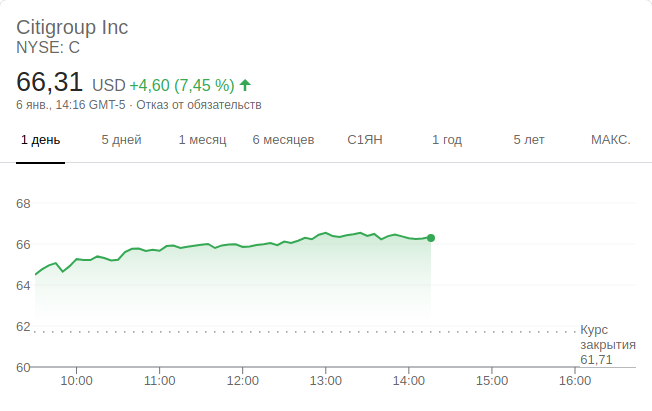 Citigroup Inc
NYSE: C
66,31 USD +4,60 (7,45 %)
6 янв., 14:16 GMT-5 · Отказ от обязательств
1 день 5 дней 1 месяц 6 месяцев С1ЯН 1 год 5 лет МАКС.
68
66
64
62
60
Курс
закрытия
61,71
10:00 11:00 12:00 13:00 14:00 15:00 16:00